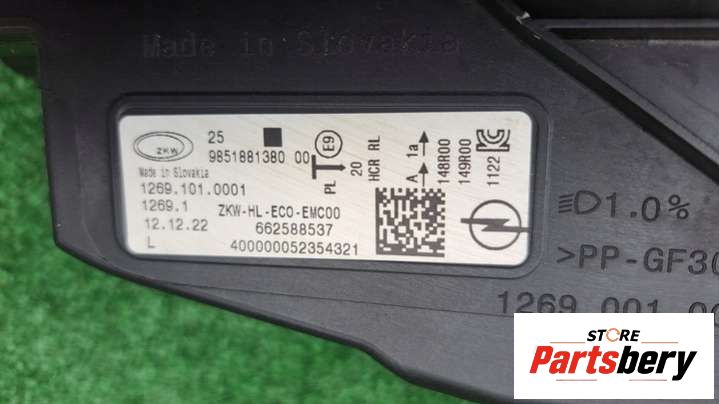 Made in Slovakia
ZKW
25
9851881380 00
Made in Slovakia
1269.101.0001
1269.1
ZKW-HL-ECO-EMC00
12.12.22
662588537
L
400000052354321
E9
PL
20
HCR RL
A
1a
148R00
149R00
1122
1.0%
>PP-GF30
1269 001 0
STORE
Partsbery